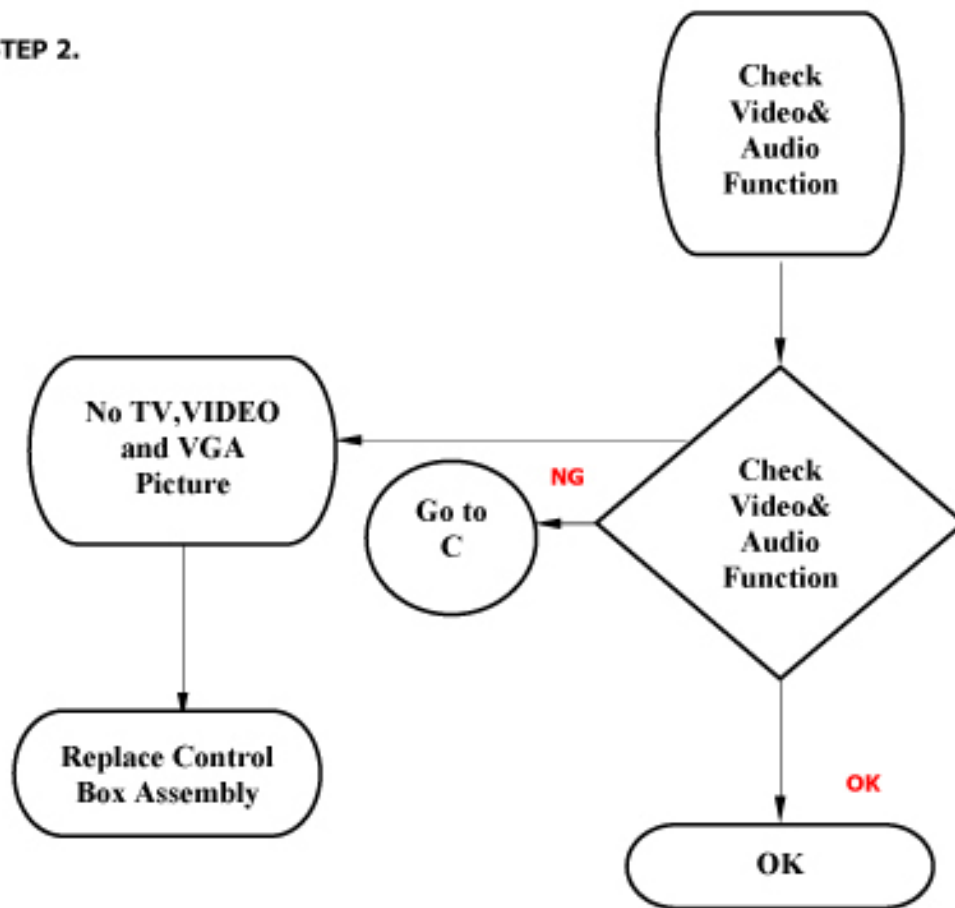 TEP 2.
Check
Video&
Audio
Function
No TV,VIDEO
and VGA
Picture
NG
Go to
C
Check
Video&
Audio
Function
Replace Control
Box Assembly
OK
OK